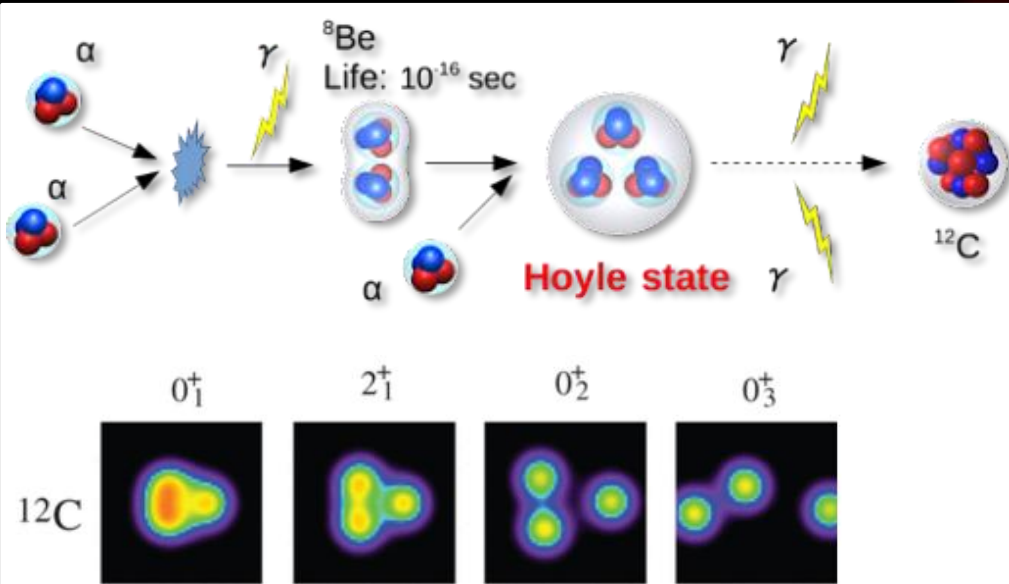 α
γ
⁸Be
Life: 10⁻¹⁶ sec
γ
α
α
Hoyle state
γ
¹²C
0₁⁺
2₁⁺
0₂⁺
0₃⁺
¹²C